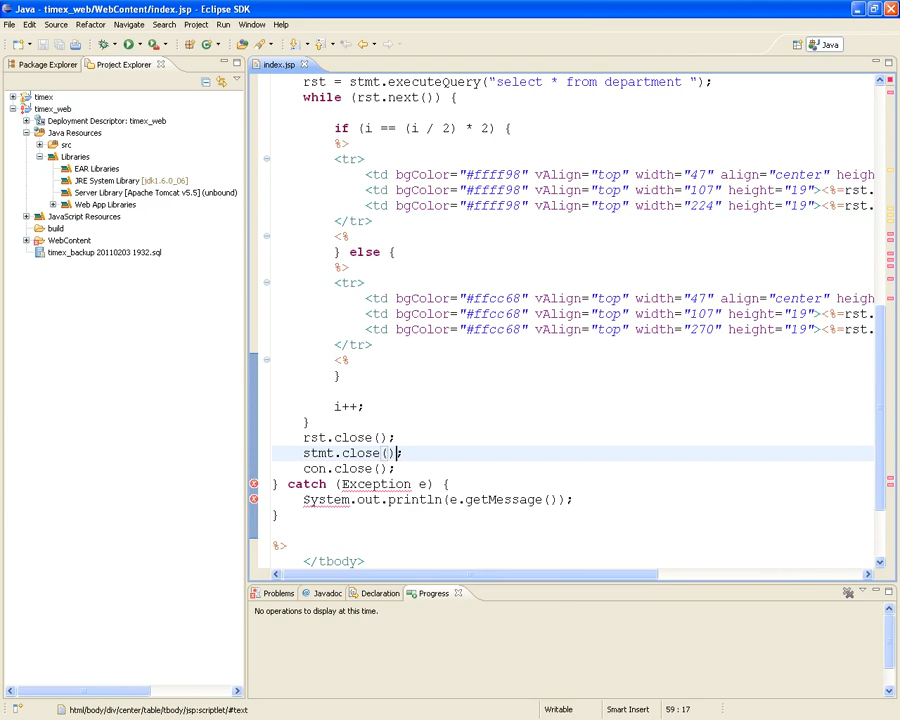 Java - timex_web/WebContent/index.jsp - Eclipse SDK
File Edit Source Refactor Navigate Search Project Run Window Help
Java
Package Explorer Project Explorer
index.jsp
timex
timex_web
Deployment Descriptor: timex_web
Java Resources
src
Libraries
EAR Libraries
JRE System Library [jdk1.6.0_06]
Server Library [Apache Tomcat v5.5] (unbound)
Web App Libraries
JavaScript Resources
build
WebContent
timex_backup 20110203 1932.sql
rst = stmt.executeQuery("select * from department ");
while (rst.next()) {
if (i == (i / 2) * 2) {
%>
<tr>
<td bgColor="#ffff98" vAlign="top" width="47" align="center" heigh
<td bgColor="#ffff98" vAlign="top" width="107" height="19"><%=rst.
<td bgColor="#ffff98" vAlign="top" width="224" height="19"><%=rst.
</tr>
<%
} else {
%>
<tr>
<td bgColor="#ffcc68" vAlign="top" width="47" align="center" heigh
<td bgColor="#ffcc68" vAlign="top" width="107" height="19"><%=rst.
<td bgColor="#ffcc68" vAlign="top" width="270" height="19"><%=rst.
</tr>
<%
}
i++;
}
rst.close();
stmt.close();
con.close();
} catch (Exception e) {
System.out.println(e.getMessage());
}
%>
</tbody>
Problems Javadoc Declaration Progress
No operations to display at this time.
html/body/div/center/table/tbody/jsp:scriptlet/#text
Writable
Smart Insert
59 : 17